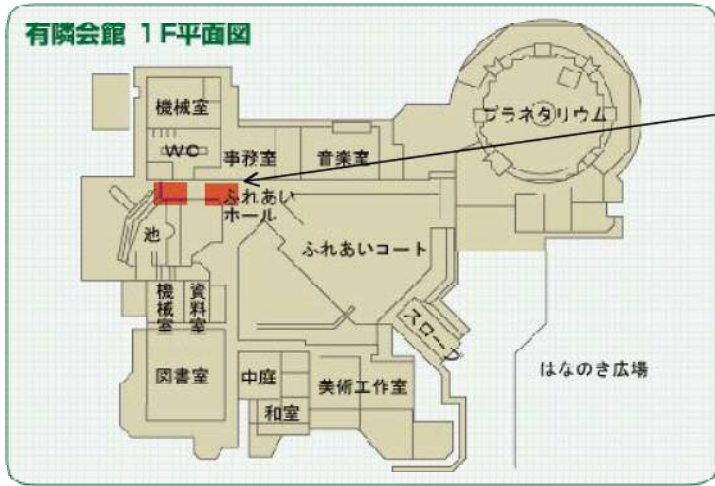 有隣会館 1F平面図
機械室
WC
事務室
音楽室
プラネタリウム
ふれあい
ホール
池
ふれあいコート
機械室
資料室
スロープ
図書室
中庭
美術工作室
和室
はなのき広場